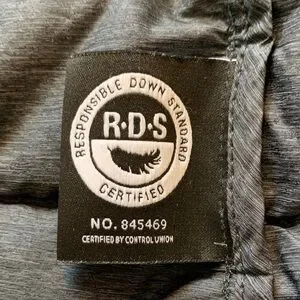 RESPONSIBLE DOWN STANDARD
R·D·S
CERTIFIED
NO. 845469
CERTIFIED BY CONTROL UNION